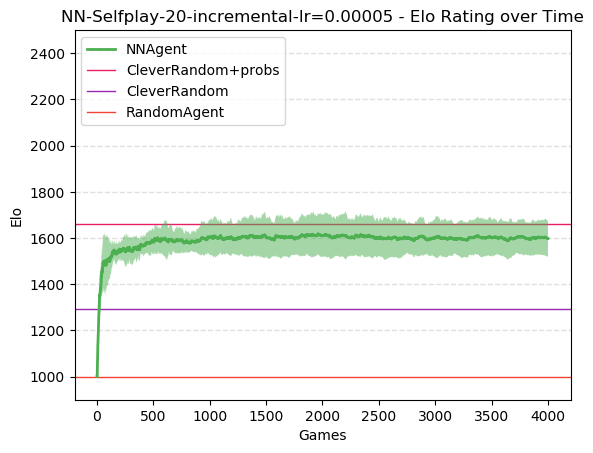 NN-Selfplay-20-incremental-lr=0.00005 - Elo Rating over Time
NNAgent
CleverRandom+probs
CleverRandom
RandomAgent
Elo
2400
2200
2000
1800
1600
1400
1200
1000
0 500 1000 1500 2000 2500 3000 3500 4000
Games